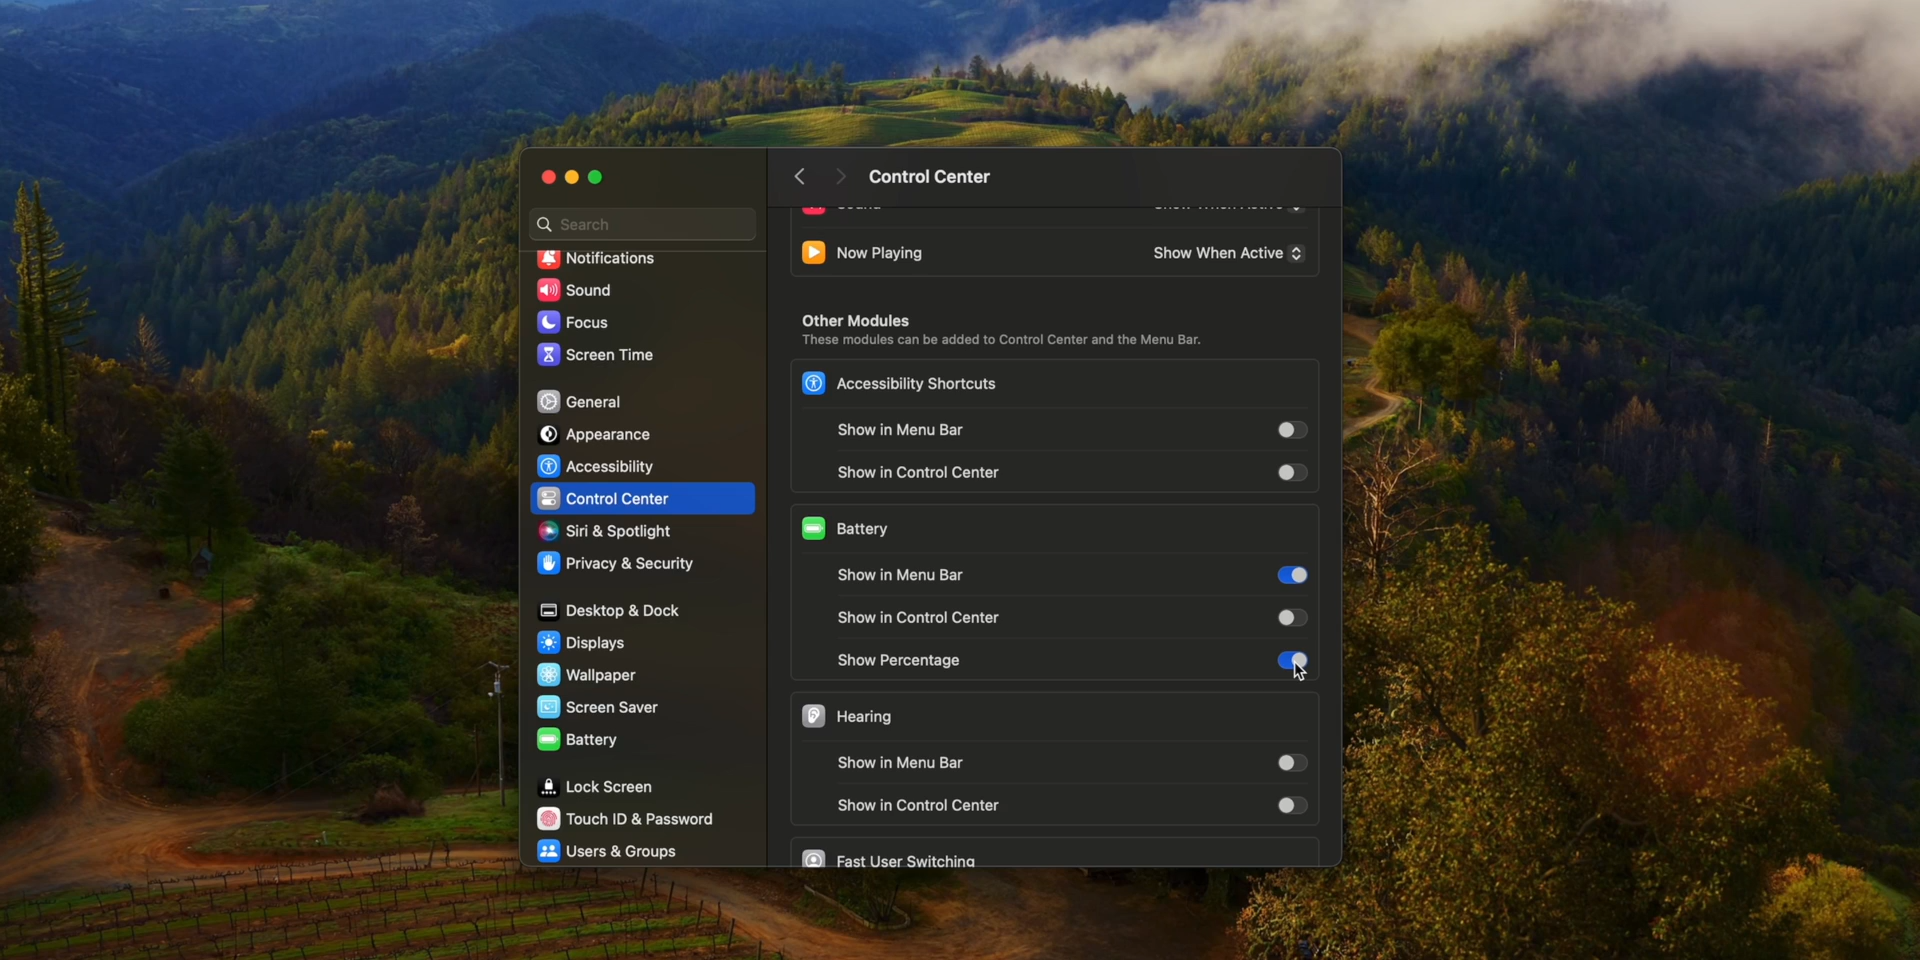 Control Center
Search
Sound
Show When Active
Notifications
Now Playing
Show When Active
Sound
Focus
Other Modules
These modules can be added to Control Center and the Menu Bar.
Screen Time
Accessibility Shortcuts
General
Show in Menu Bar
Appearance
Accessibility
Show in Control Center
Control Center
Siri & Spotlight
Battery
Privacy & Security
Show in Menu Bar
Desktop & Dock
Show in Control Center
Displays
Show Percentage
Wallpaper
Screen Saver
Hearing
Battery
Show in Menu Bar
Lock Screen
Show in Control Center
Touch ID & Password
Users & Groups
Fast User Switching